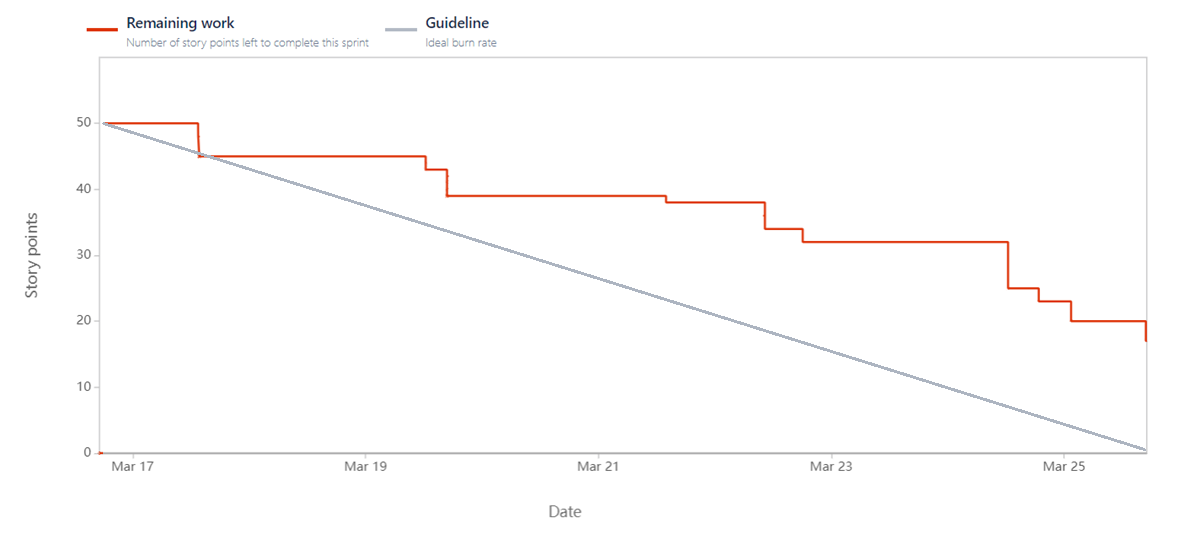 Remaining work
Number of story points left to complete this sprint
Guideline
Ideal burn rate
50
40
30
20
10
0
Story points
Mar 17 Mar 19 Mar 21 Mar 23 Mar 25
Date